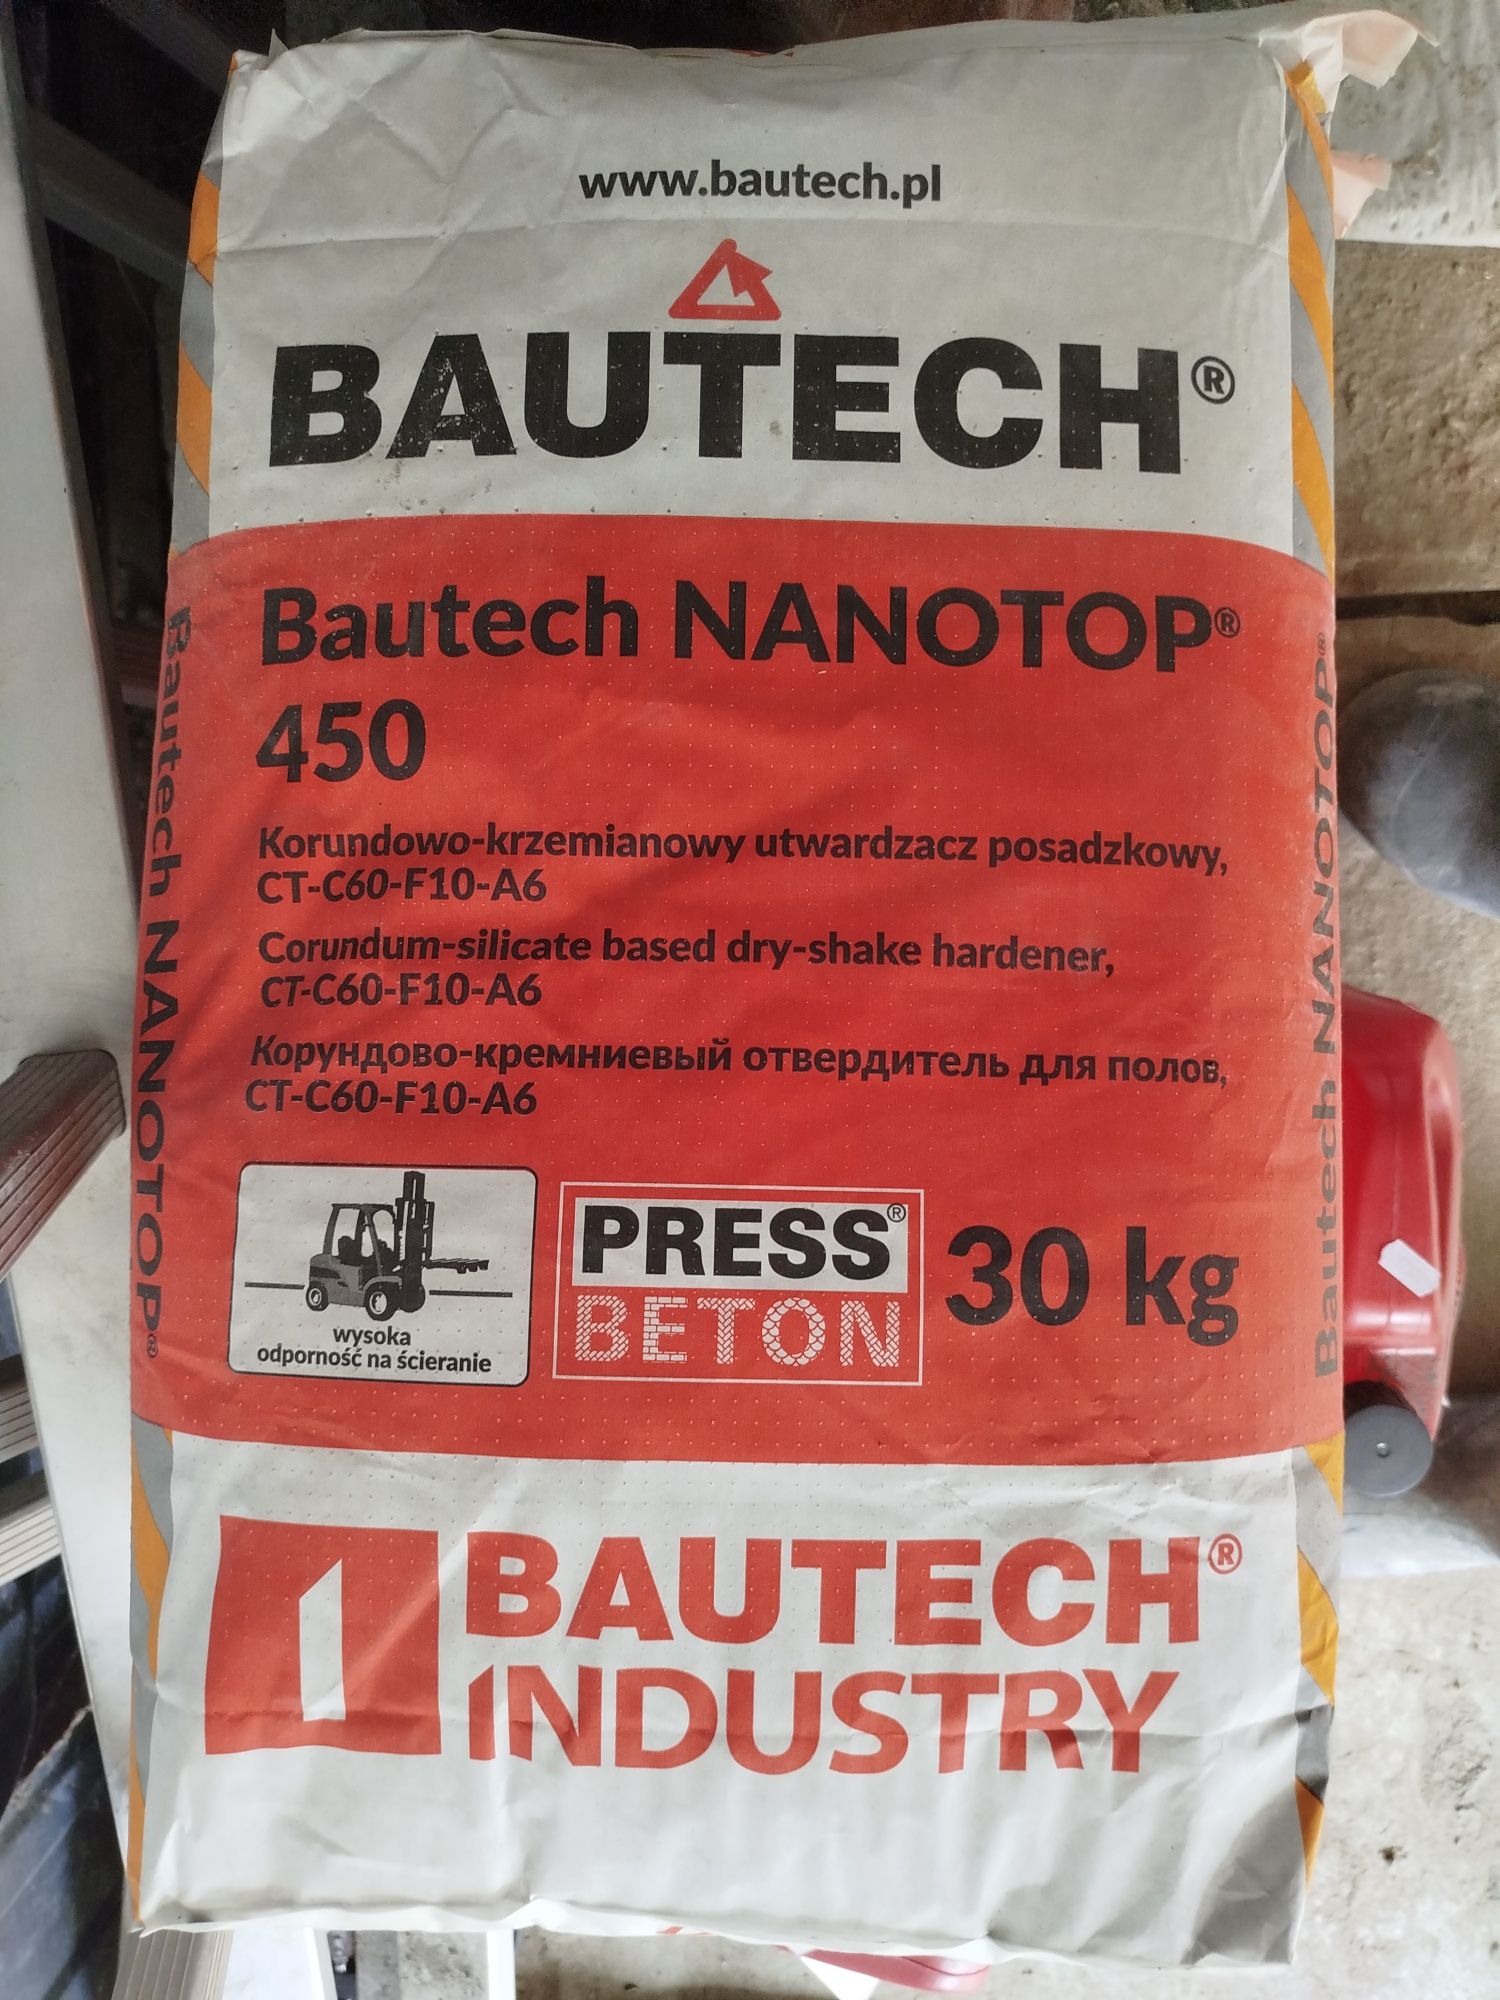 www.bautech.pl
BAUTECH®
Bautech NANOTOP®
450
Korundowo-krzemianowy utwardzacz posadzkowy,
CT-C60-F10-A6
Corundum-silicate based dry-shake hardener,
CT-C60-F10-A6
Корундово-кремниевый отвердитель для полов,
CT-C60-F10-A6
wysoka
odporność na ścieranie
PRESS®
BETON
30 kg
BAUTECH®
INDUSTRY
Bautech NANOTOP®
Bautech NANOTOP®